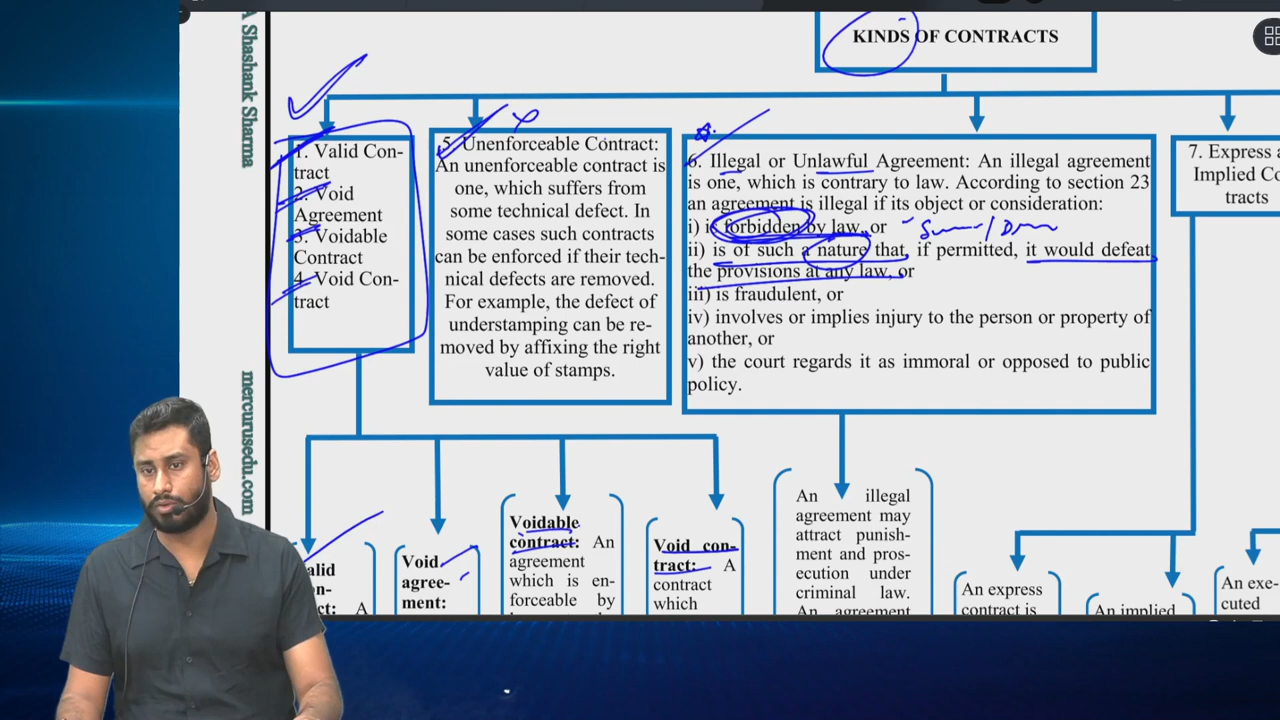 A Shashank Sharma
mercurusedu.com
KINDS OF CONTRACTS
1. Valid Con-
tract
2. Void
Agreement
3. Voidable
Contract
4. Void Con-
tract
5. Unenforceable Contract:
An unenforceable contract is
one, which suffers from
some technical defect. In
some cases such contracts
can be enforced if their tech-
nical defects are removed.
For example, the defect of
understamping can be re-
moved by affixing the right
value of stamps.
6. Illegal or Unlawful Agreement: An illegal agreement
is one, which is contrary to law. According to section 23
an agreement is illegal if its object or consideration:
i) is forbidden by law, or
ii) is of such a nature that, if permitted, it would defeat
the provisions at any law, or
iii) is fraudulent, or
iv) involves or implies injury to the person or property of
another, or
v) the court regards it as immoral or opposed to public
policy.
7. Express a
Implied Co
tracts
alid
on-
ct: A
Void
agree-
ment:
Voidable
contract: An
agreement
which is en-
forceable by
Void con-
tract: A
contract
which
An illegal
agreement may
attract punish-
ment and pros-
ecution under
criminal law.
An agreement
An express
contract is
An implied
An exe-
cuted